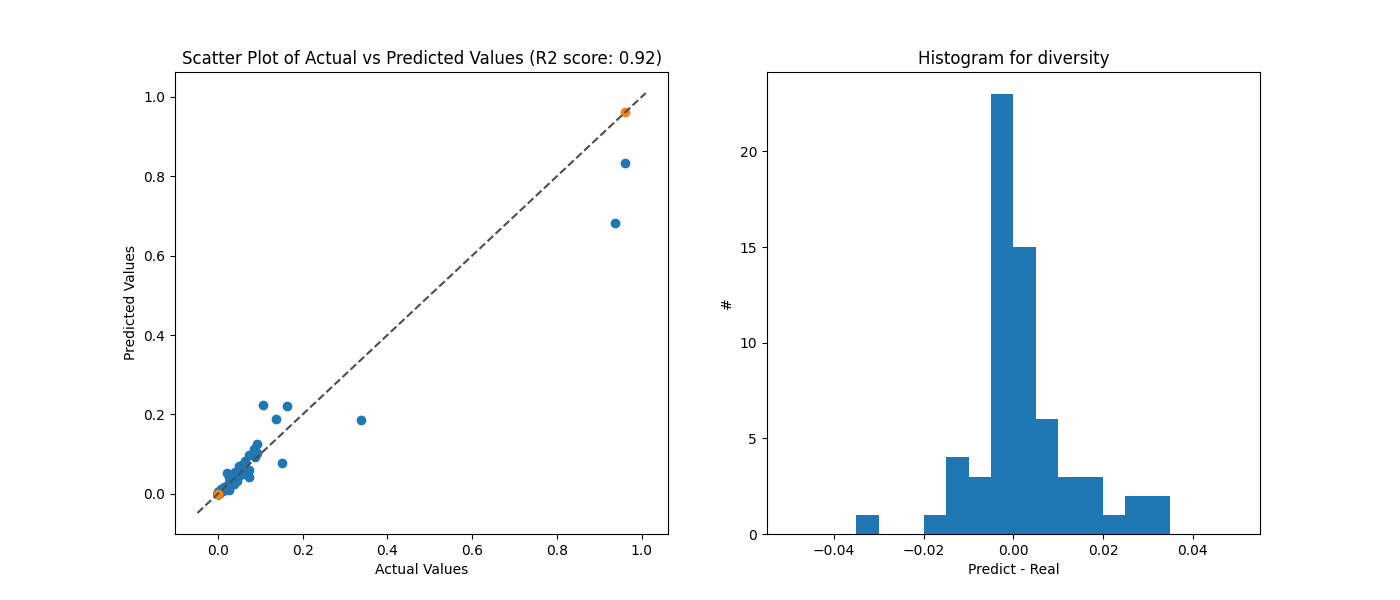 Scatter Plot of Actual vs Predicted Values (R2 score: 0.92)
1.0
0.8
0.6
0.4
0.2
0.0
Predicted Values
0.0 0.2 0.4 0.6 0.8 1.0
Actual Values
Histogram for diversity
20
15
10
5
0
#
−0.04 −0.02 0.00 0.02 0.04
Predict - Real